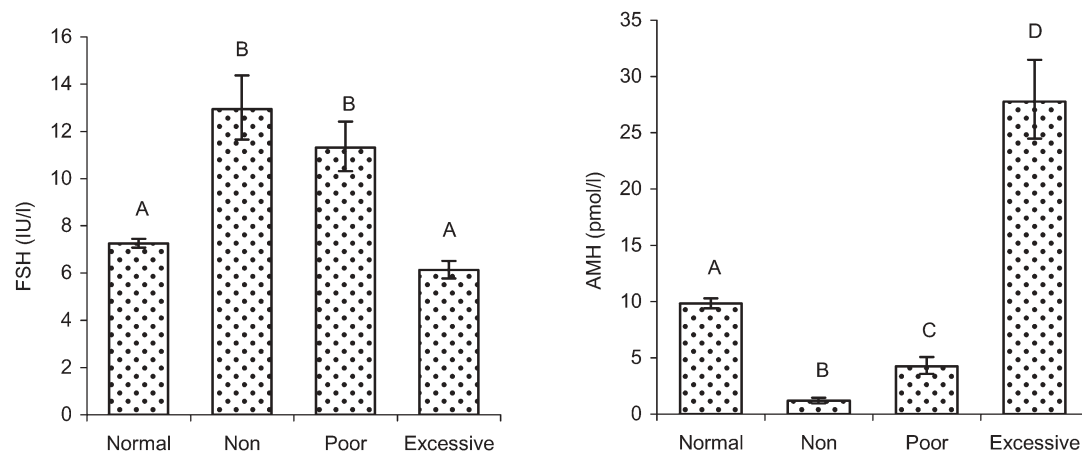 FSH (IU/l)
16
14
12
10
8
6
4
2
0
A
B
B
A
Normal Non Poor Excessive
AMH (pmol/l)
35
30
25
20
15
10
5
0
A
B
C
D
Normal Non Poor Excessive